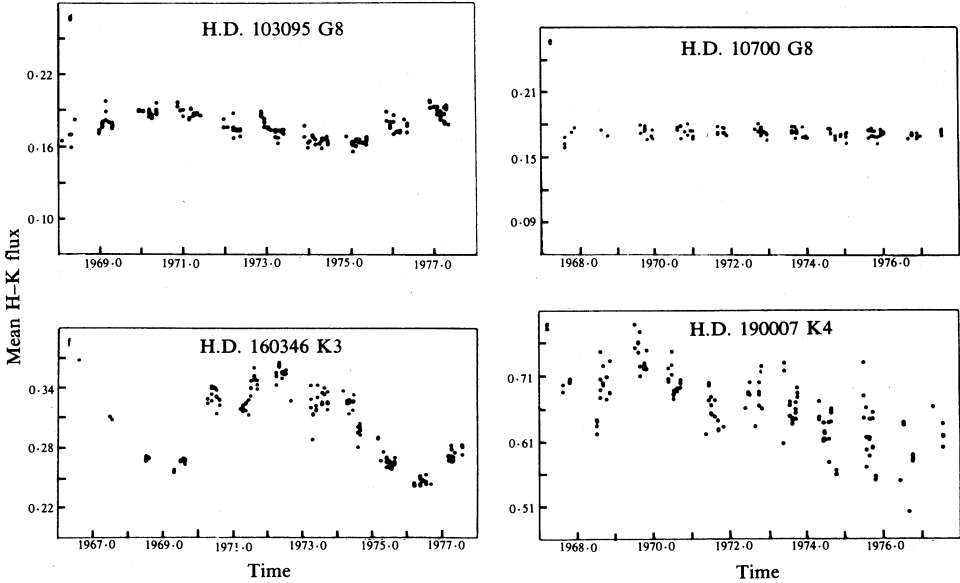 Mean H–K flux
d
H.D. 103095 G8
0·22
0·16
0·10
1969·0 1971·0 1973·0 1975·0 1977·0
e
H.D. 10700 G8
0·21
0·15
0·09
1968·0 1970·0 1972·0 1974·0 1976·0
f
H.D. 160346 K3
0·34
0·28
0·22
1967·0 1969·0 1971·0 1973·0 1975·0 1977·0
Time
g
H.D. 190007 K4
0·71
0·61
0·51
1968·0 1970·0 1972·0 1974·0 1976·0
Time